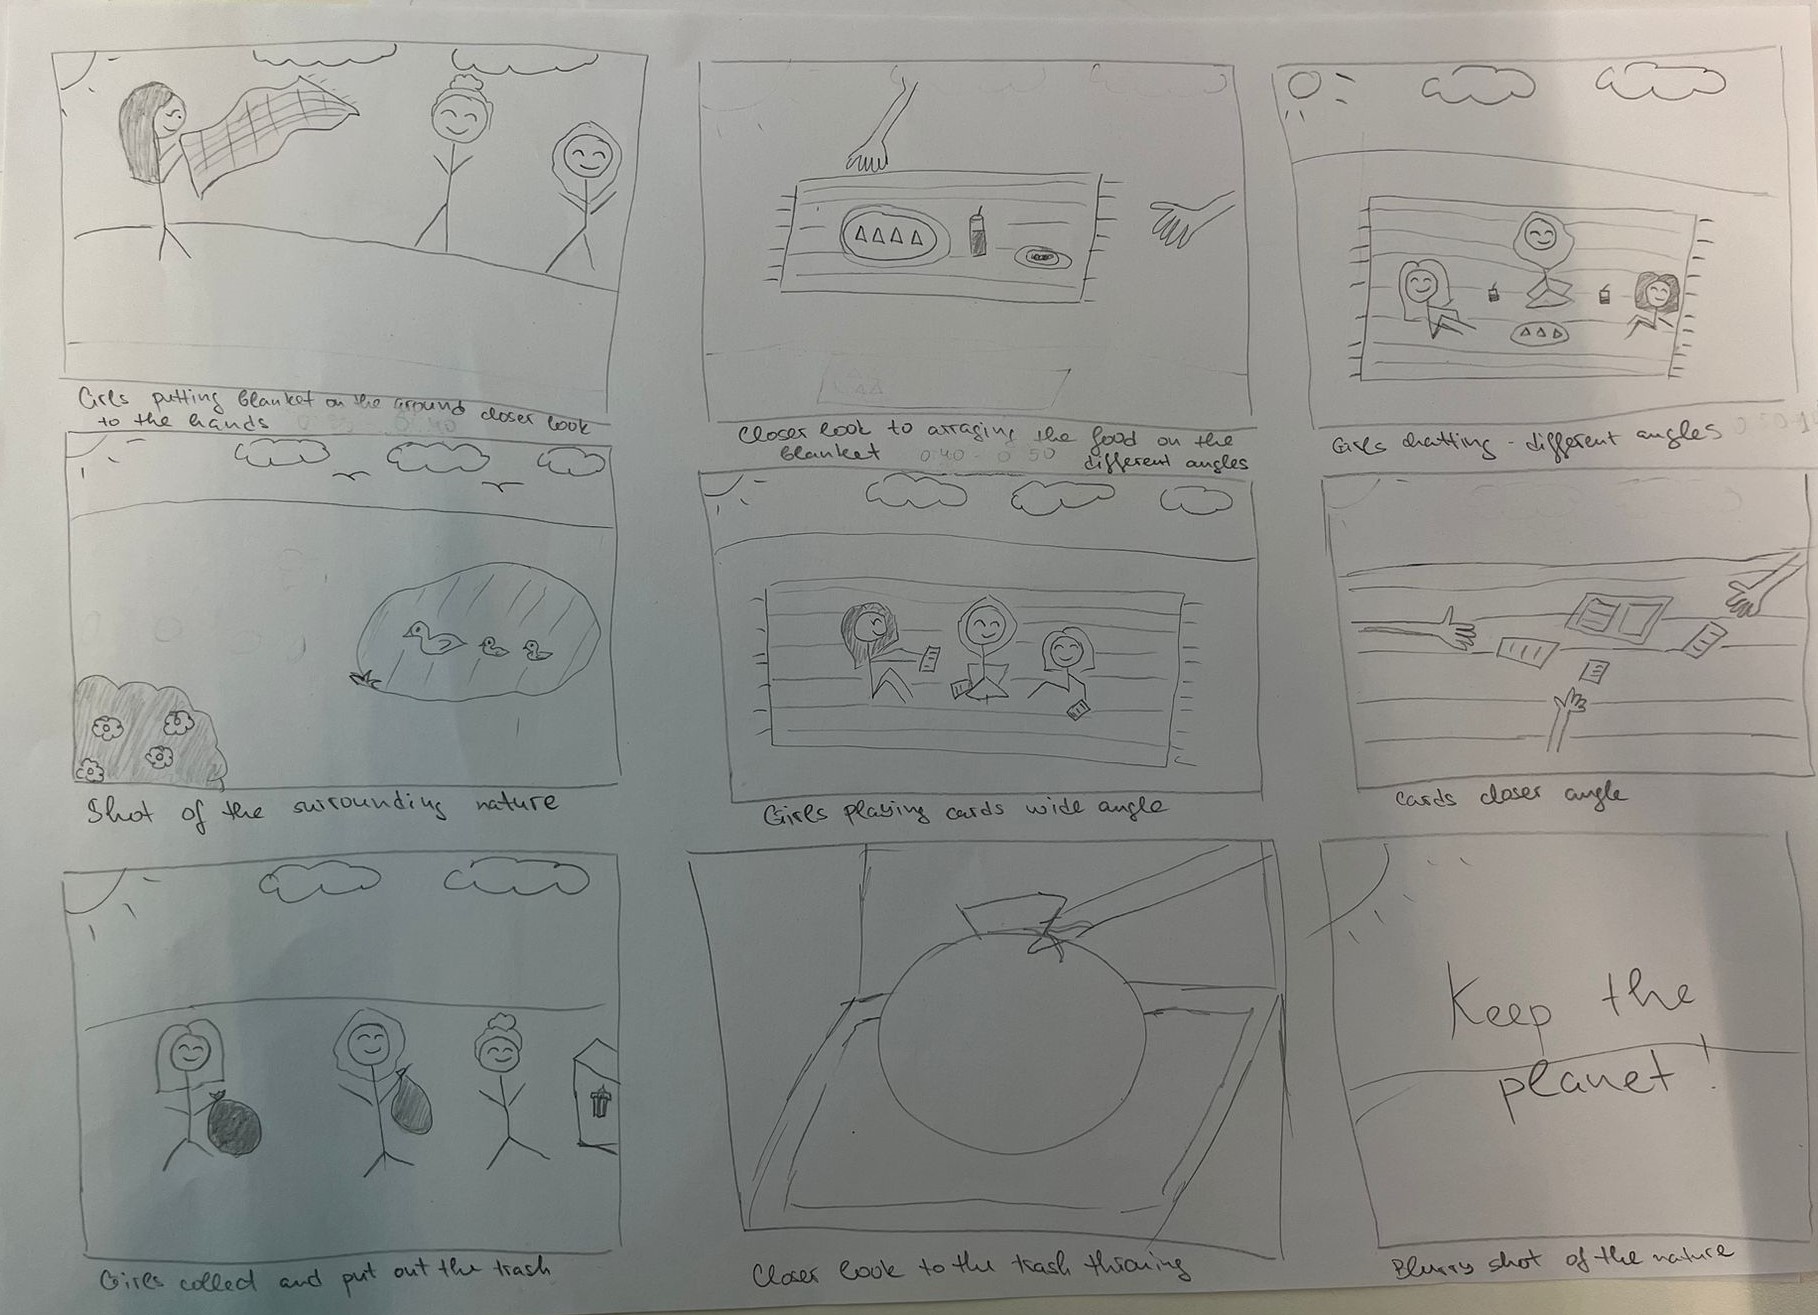 Girls putting blanket on the ground closer look
to the hands 0:40
Closer look to arraging the food on the
blanket 0:40 - 0:50 different angles
Girls chatting - different angles
Shot of the surrounding nature
Girls playing cards wide angle
Cards closer angle
Girls collect and put out the trash
Closer look to the trash throwing
Keep the
planet!
Blurry shot of the nature